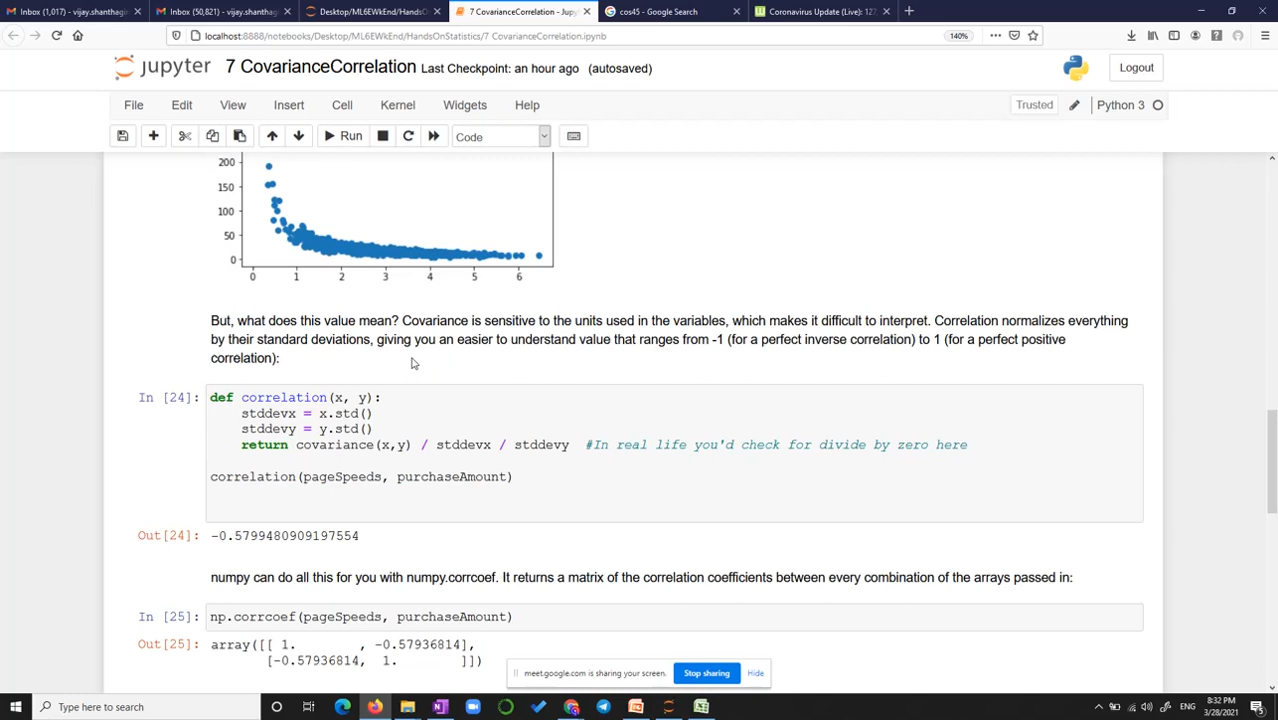 Inbox (1,017) - vijay.shanthagiri
Inbox (50,821) - vijay.shanthag
Desktop/ML6EWkEnd/HandsOnStatistics/
7 CovarianceCorrelation - Jupyt
cos45 - Google Search
Coronavirus Update (Live): 127,
localhost:8888/notebooks/Desktop/ML6EWkEnd/HandsOnStatistics/7 CovarianceCorrelation.ipynb
140%
jupyter 7 CovarianceCorrelation Last Checkpoint: an hour ago (autosaved)
Logout
File Edit View Insert Cell Kernel Widgets Help
Trusted
Python 3
Run
Code
200
150
100
50
0
0 1 2 3 4 5 6
But, what does this value mean? Covariance is sensitive to the units used in the variables, which makes it difficult to interpret. Correlation normalizes everything
by their standard deviations, giving you an easier to understand value that ranges from -1 (for a perfect inverse correlation) to 1 (for a perfect positive
correlation):
In [24]: def correlation(x, y):
stddevx = x.std()
stddevy = y.std()
return covariance(x,y) / stddevx / stddevy #In real life you'd check for divide by zero here
correlation(pageSpeeds, purchaseAmount)
Out[24]: -0.5799480909197554
numpy can do all this for you with numpy.corrcoef. It returns a matrix of the correlation coefficients between every combination of the arrays passed in:
In [25]: np.corrcoef(pageSpeeds, purchaseAmount)
Out[25]: array([[ 1. , -0.57936814],
[-0.57936814, 1. ]])
meet.google.com is sharing your screen. Stop sharing Hide
Type here to search
8:32 PM
3/28/2021